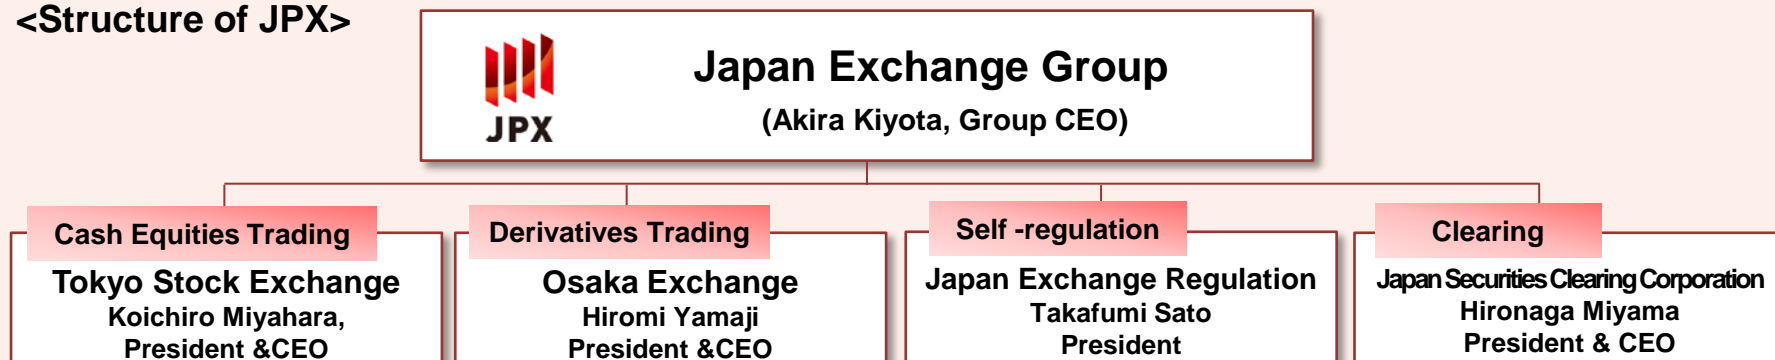 <Structure of JPX>
JPX
Japan Exchange Group
(Akira Kiyota, Group CEO)
Cash Equities Trading
Tokyo Stock Exchange
Koichiro Miyahara,
President &CEO
Derivatives Trading
Osaka Exchange
Hiromi Yamaji
President &CEO
Self -regulation
Japan Exchange Regulation
Takafumi Sato
President
Clearing
Japan Securities Clearing Corporation
Hironaga Miyama
President & CEO